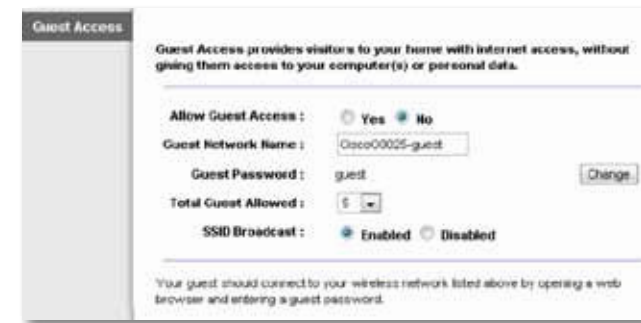 Guest Access
Guest Access provides visitors to your home with internet access, without
giving them access to your computer(s) or personal data.
Allow Guest Access : Yes No
Guest Network Name : Cisco00025-guest
Guest Password : guest Change
Total Guest Allowed : 5
SSID Broadcast : Enabled Disabled
Your guest should connect to your wireless network listed above by opening a web
browser and entering a guest password.